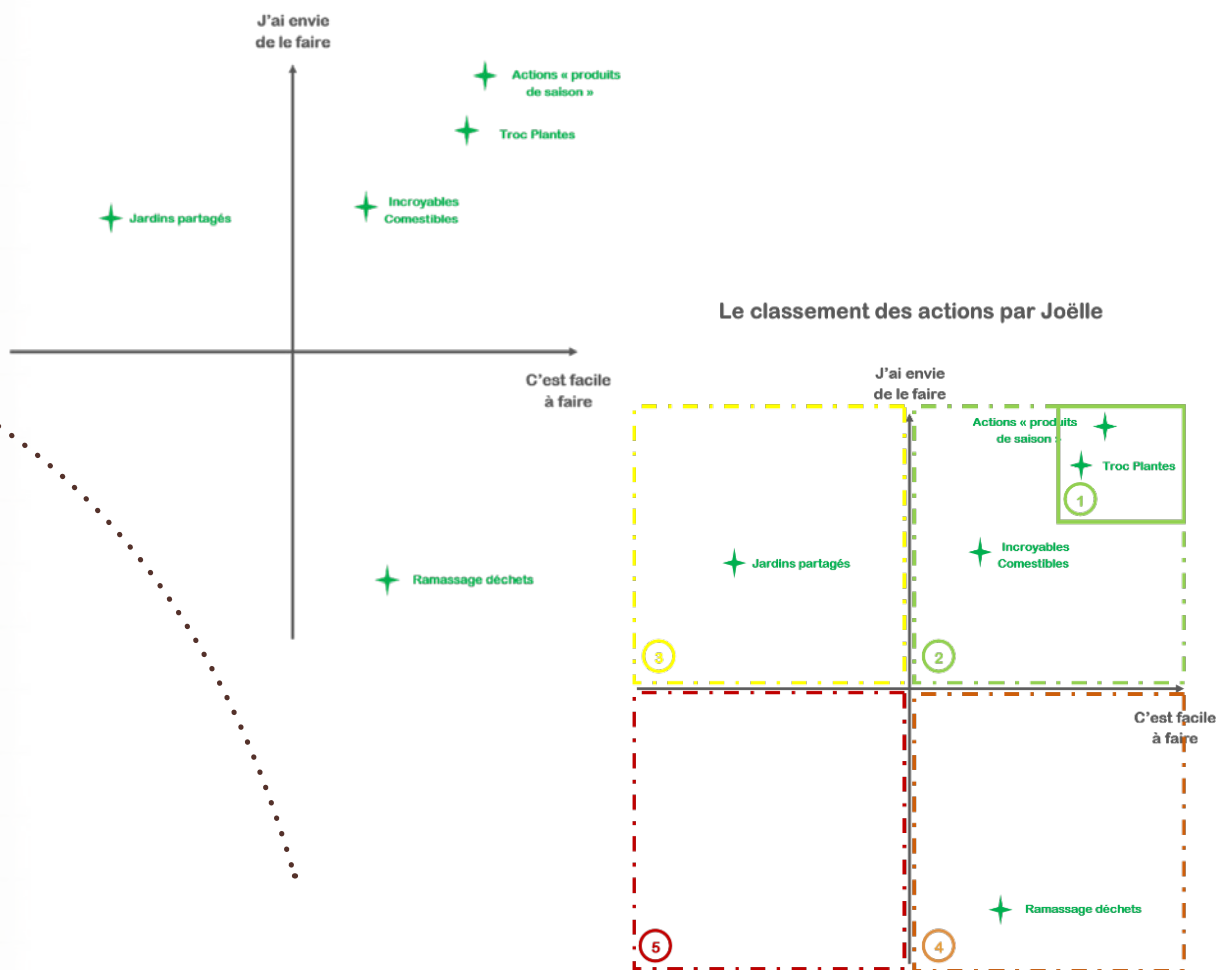 J'ai envie
de le faire
Actions « produits
de saison »
Troc Plantes
Incroyables
Comestibles
Jardins partagés
C'est facile
à faire
Ramassage déchets
Le classement des actions par Joëlle
J'ai envie
de le faire
Actions « produits
de saison »
Troc Plantes
1
Incroyables
Comestibles
Jardins partagés
3
2
C'est facile
à faire
Ramassage déchets
5
4